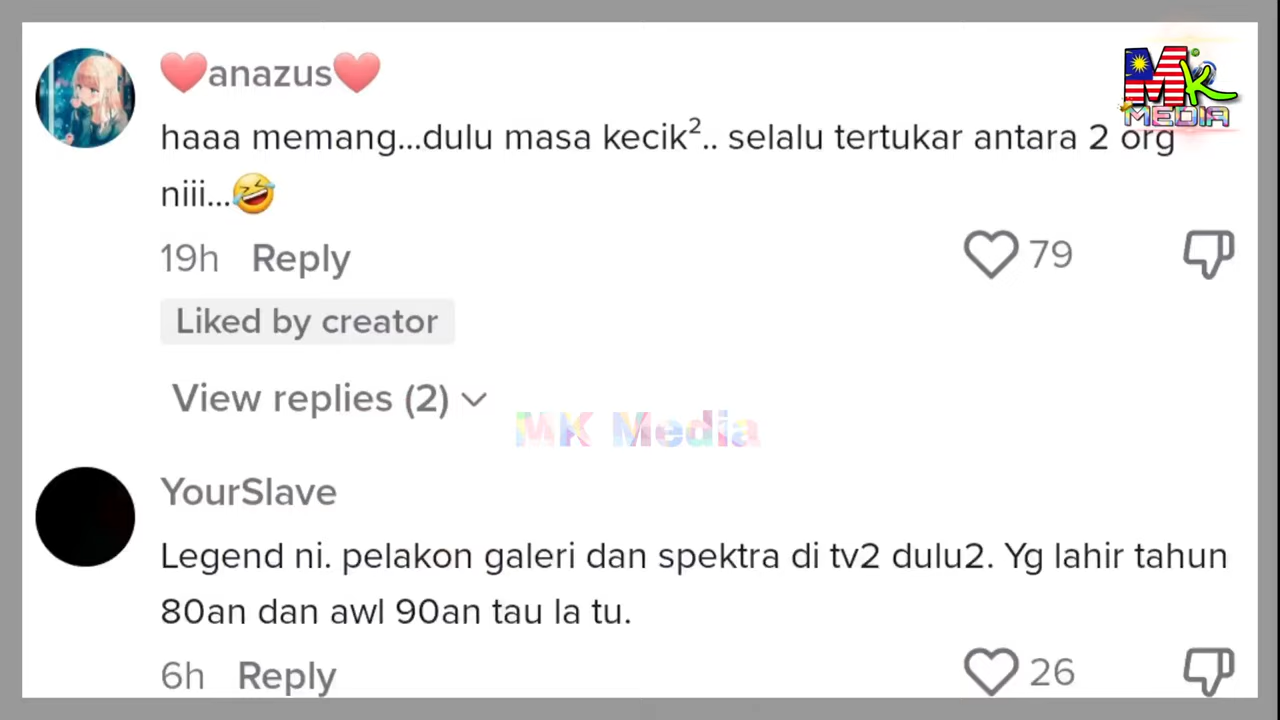 ❤️anazus❤️
haaa memang...dulu masa kecik².. selalu tertukar antara 2 org
niii...🤣
19h Reply 79
Liked by creator
View replies (2)
MK Media
YourSlave
Legend ni. pelakon galeri dan spektra di tv2 dulu2. Yg lahir tahun
80an dan awl 90an tau la tu.
6h Reply 26
MK
MEDIA